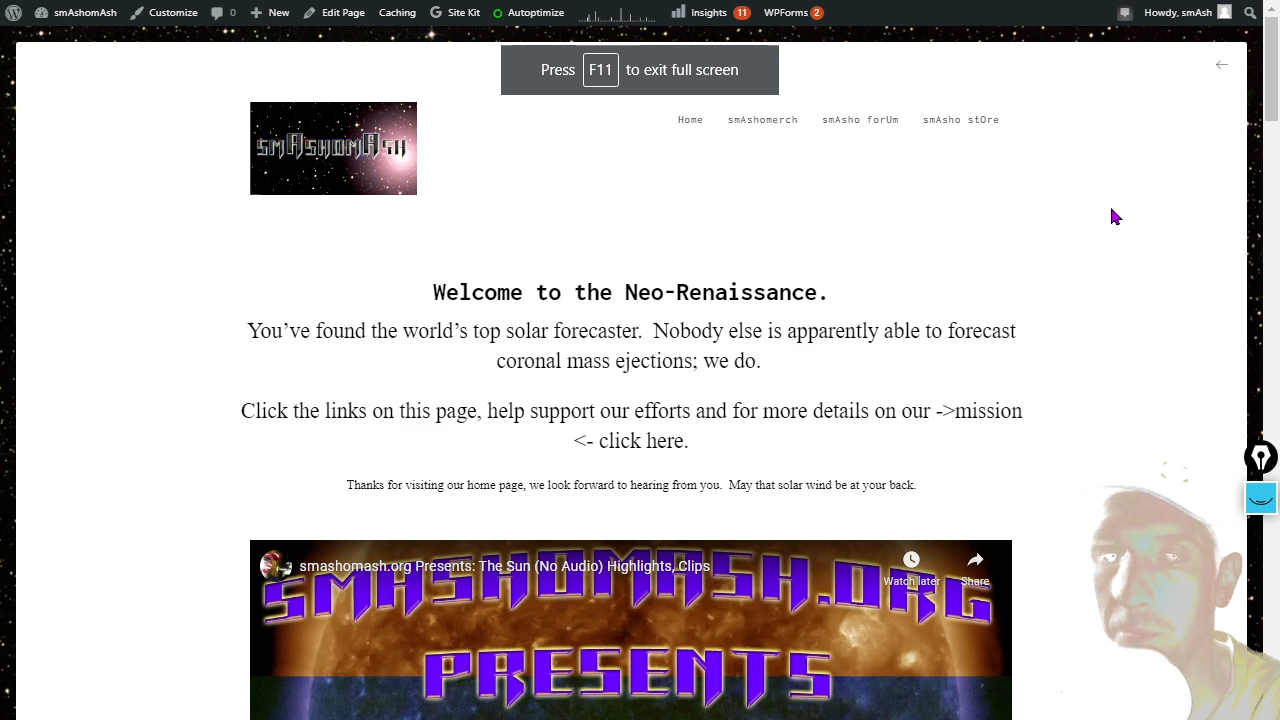 smAshomAsh Customize 0 New Edit Page Caching Site Kit Autoptimize Insights 11 WPForms 2 Howdy, smAsh
Press F11 to exit full screen
smAshomAsh
Home smAshomerch smAsho forUm smAsho stOre
Welcome to the Neo-Renaissance.
You’ve found the world’s top solar forecaster.  Nobody else is apparently able to forecast
coronal mass ejections; we do.
Click the links on this page, help support our efforts and for more details on our ->mission
<- click here.
Thanks for visiting our home page, we look forward to hearing from you.  May that solar wind be at your back.
smashomash.org Presents: The Sun (No Audio) Highlights, Clips
Watch later Share
SMASHOMASH.ORG
PRESENTS